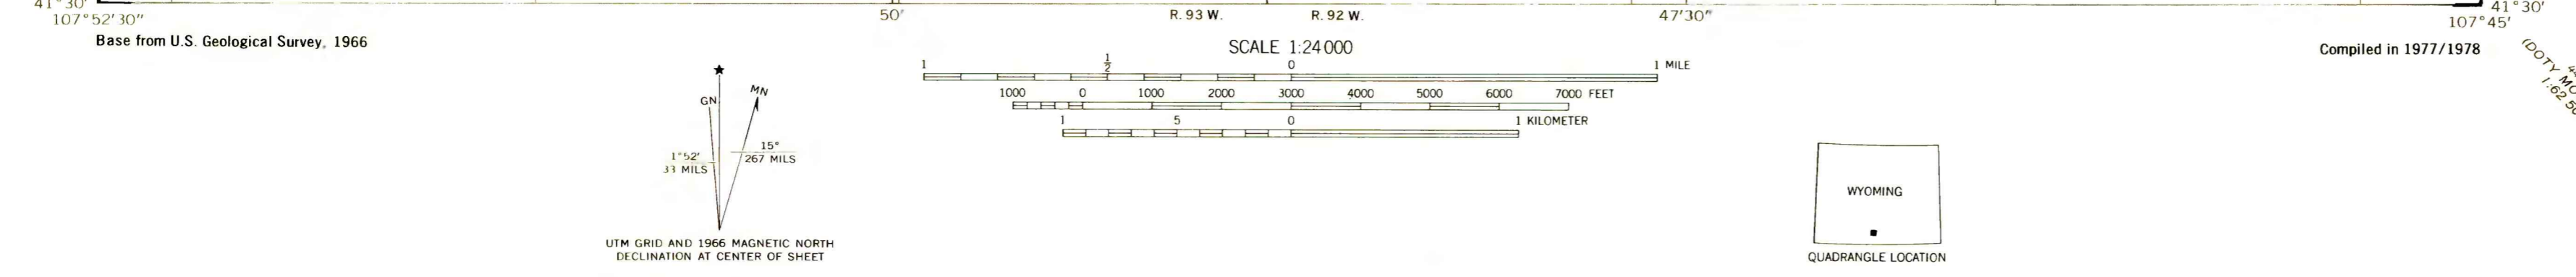 41°30'
107°52'30"
50'
R. 93 W.
R. 92 W.
47'30"
41°30'
107°45'
Base from U.S. Geological Survey, 1966
SCALE 1:24 000
Compiled in 1977/1978
1 1/2 0 1 MILE
1000 0 1000 2000 3000 4000 5000 6000 7000 FEET
1 5 0 1 KILOMETER
★
GN
MN
1°52'
33 MILS
15°
267 MILS
UTM GRID AND 1966 MAGNETIC NORTH
DECLINATION AT CENTER OF SHEET
WYOMING
QUADRANGLE LOCATION
(DOTY